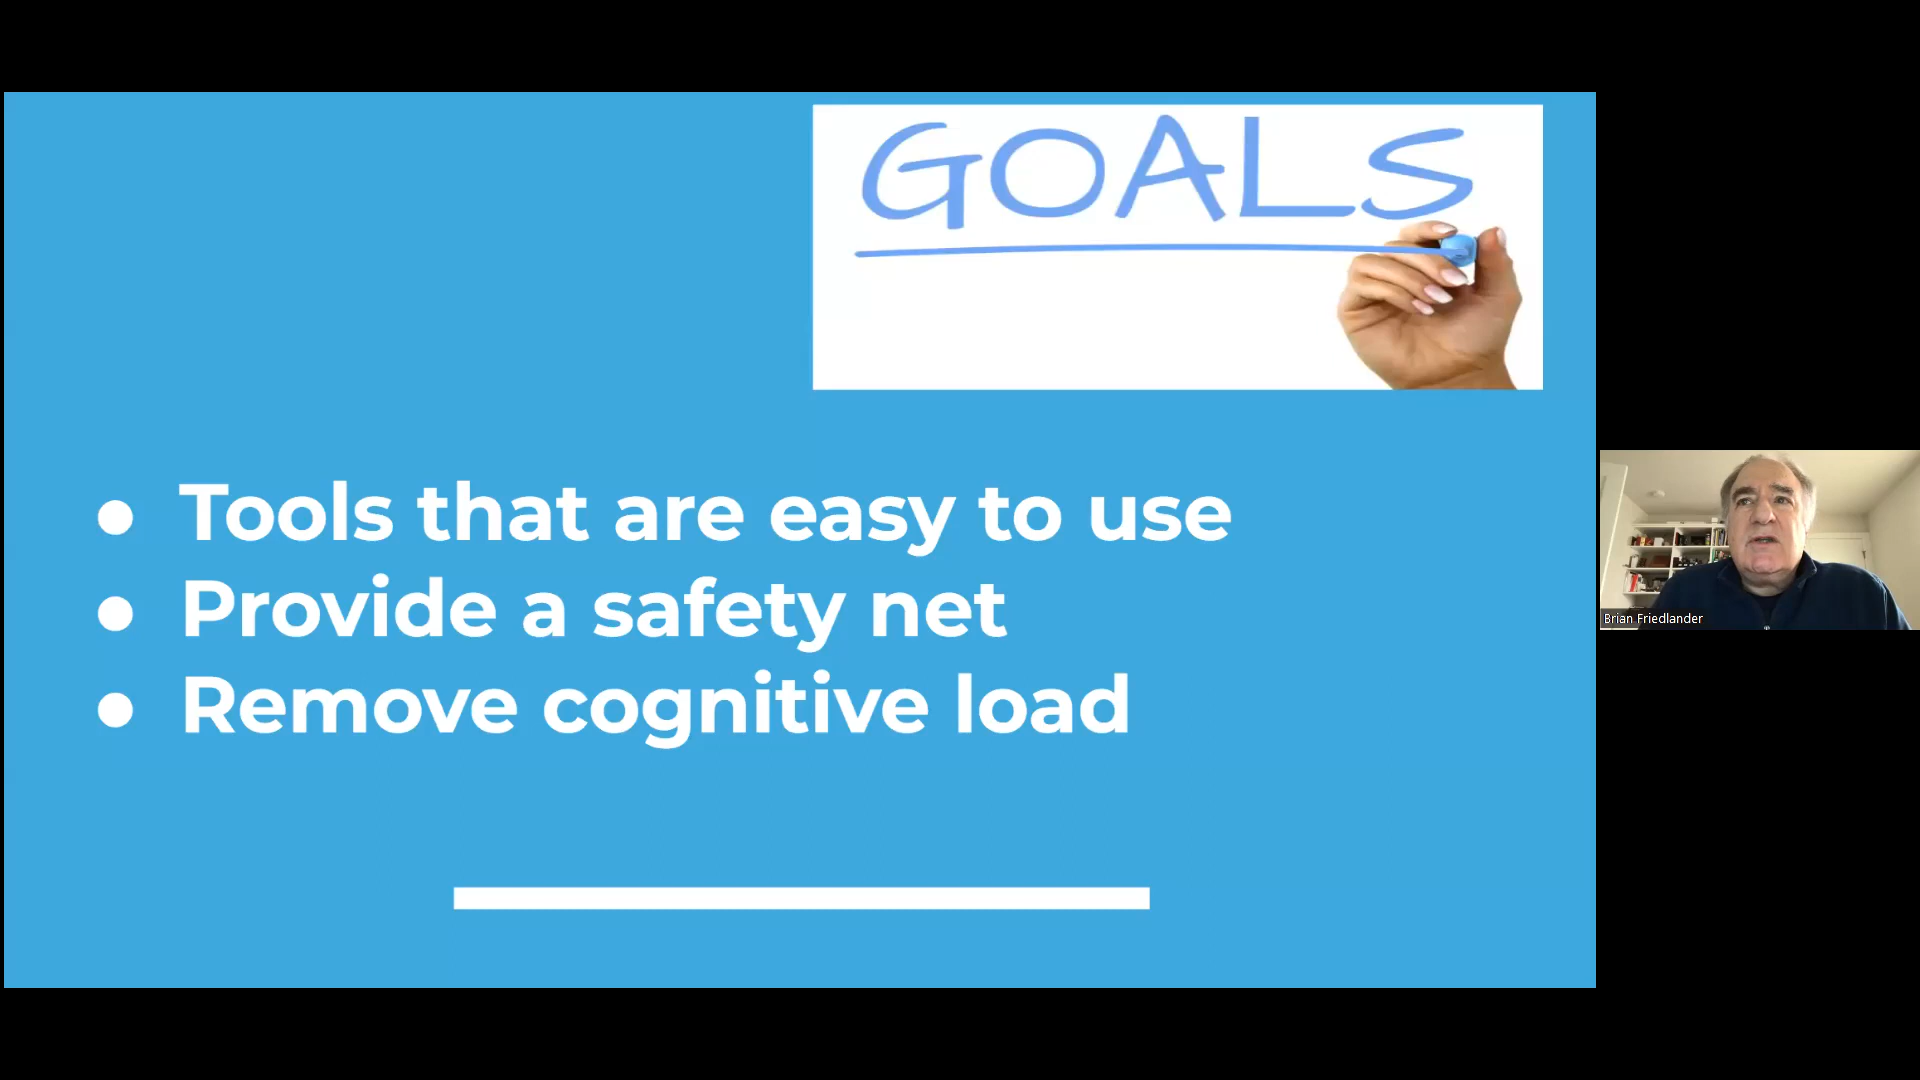 GOALS
● Tools that are easy to use
● Provide a safety net
● Remove cognitive load
Brian Friedlander